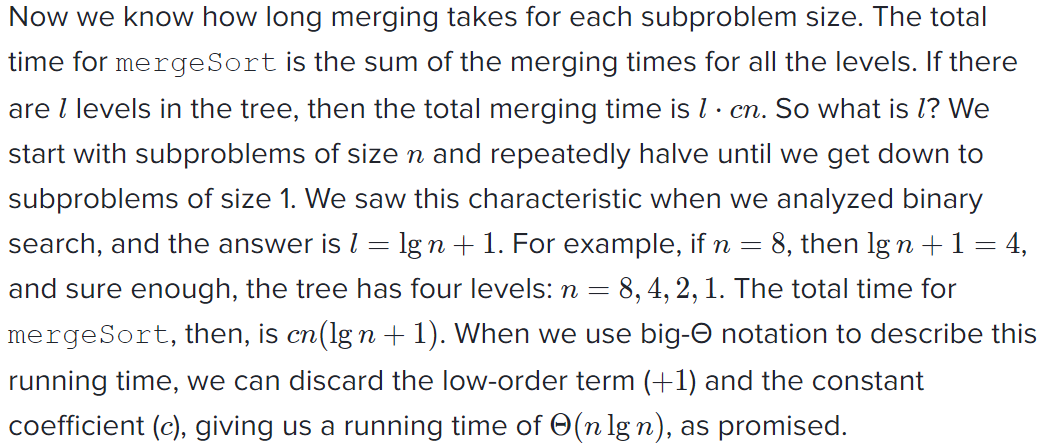 Now we know how long merging takes for each subproblem size. The total
time for mergeSort is the sum of the merging times for all the levels. If there
are l levels in the tree, then the total merging time is l · cn. So what is l? We
start with subproblems of size n and repeatedly halve until we get down to
subproblems of size 1. We saw this characteristic when we analyzed binary
search, and the answer is l = lg n + 1. For example, if n = 8, then lg n + 1 = 4,
and sure enough, the tree has four levels: n = 8, 4, 2, 1. The total time for
mergeSort, then, is cn(lg n + 1). When we use big-Θ notation to describe this
running time, we can discard the low-order term (+1) and the constant
coefficient (c), giving us a running time of Θ(n lg n), as promised.